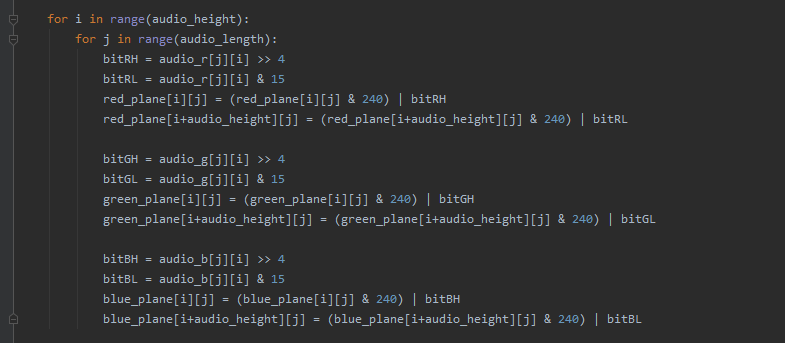 for i in range(audio_height):
for j in range(audio_length):
bitRH = audio_r[j][i] >> 4
bitRL = audio_r[j][i] & 15
red_plane[i][j] = (red_plane[i][j] & 240) | bitRH
red_plane[i+audio_height][j] = (red_plane[i+audio_height][j] & 240) | bitRL
bitGH = audio_g[j][i] >> 4
bitGL = audio_g[j][i] & 15
green_plane[i][j] = (green_plane[i][j] & 240) | bitGH
green_plane[i+audio_height][j] = (green_plane[i+audio_height][j] & 240) | bitGL
bitBH = audio_b[j][i] >> 4
bitBL = audio_b[j][i] & 15
blue_plane[i][j] = (blue_plane[i][j] & 240) | bitBH
blue_plane[i+audio_height][j] = (blue_plane[i+audio_height][j] & 240) | bitBL